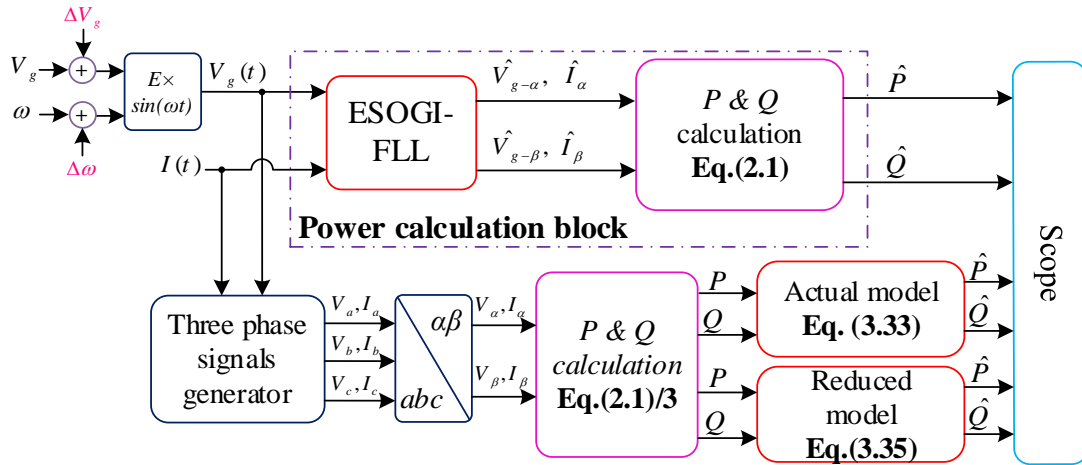 ΔV_g
V_g
+
E×
sin(ωt)
V_g(t)
ω
+
Δω
I(t)
ESOGI-
FLL
V̂_{g-α}, Î_α
V̂_{g-β}, Î_β
P & Q
calculation
Eq.(2.1)
P̂
Q̂
Power calculation block
Scope
Three phase
signals
generator
V_a, I_a
V_b, I_b
V_c, I_c
αβ
abc
V_α, I_α
V_β, I_β
P & Q
calculation
Eq.(2.1)/3
P
Q
P
Q
Actual model
Eq. (3.33)
Reduced
model
Eq.(3.35)
P̂
Q̂
P̂
Q̂